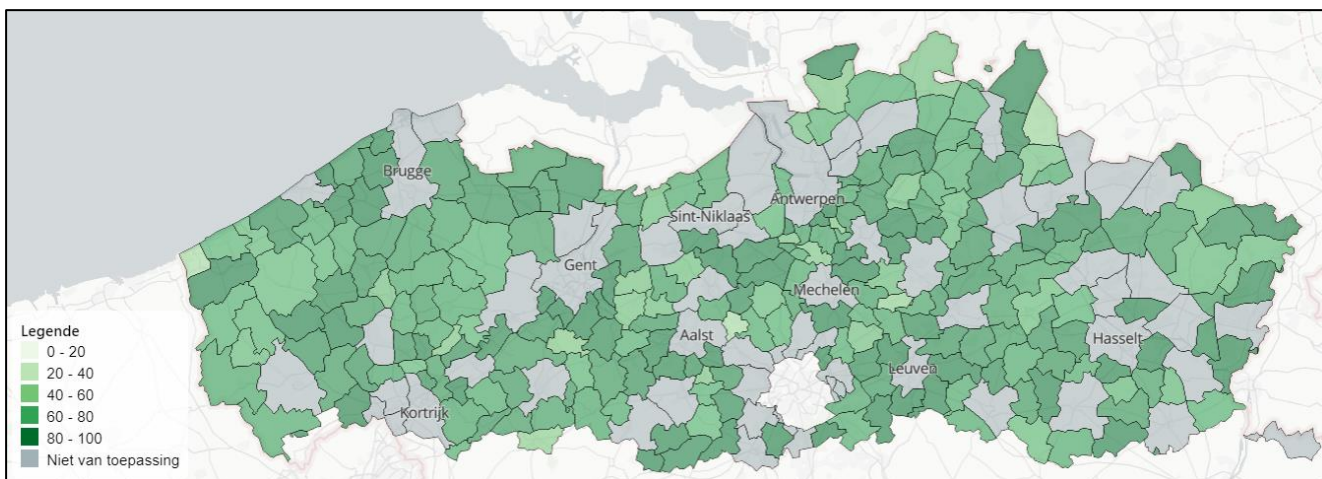 Brugge
Antwerpen
Sint-Niklaas
Gent
Mechelen
Aalst
Hasselt
Leuven
Kortrijk
Legende
0 - 20
20 - 40
40 - 60
60 - 80
80 - 100
Niet van toepassing